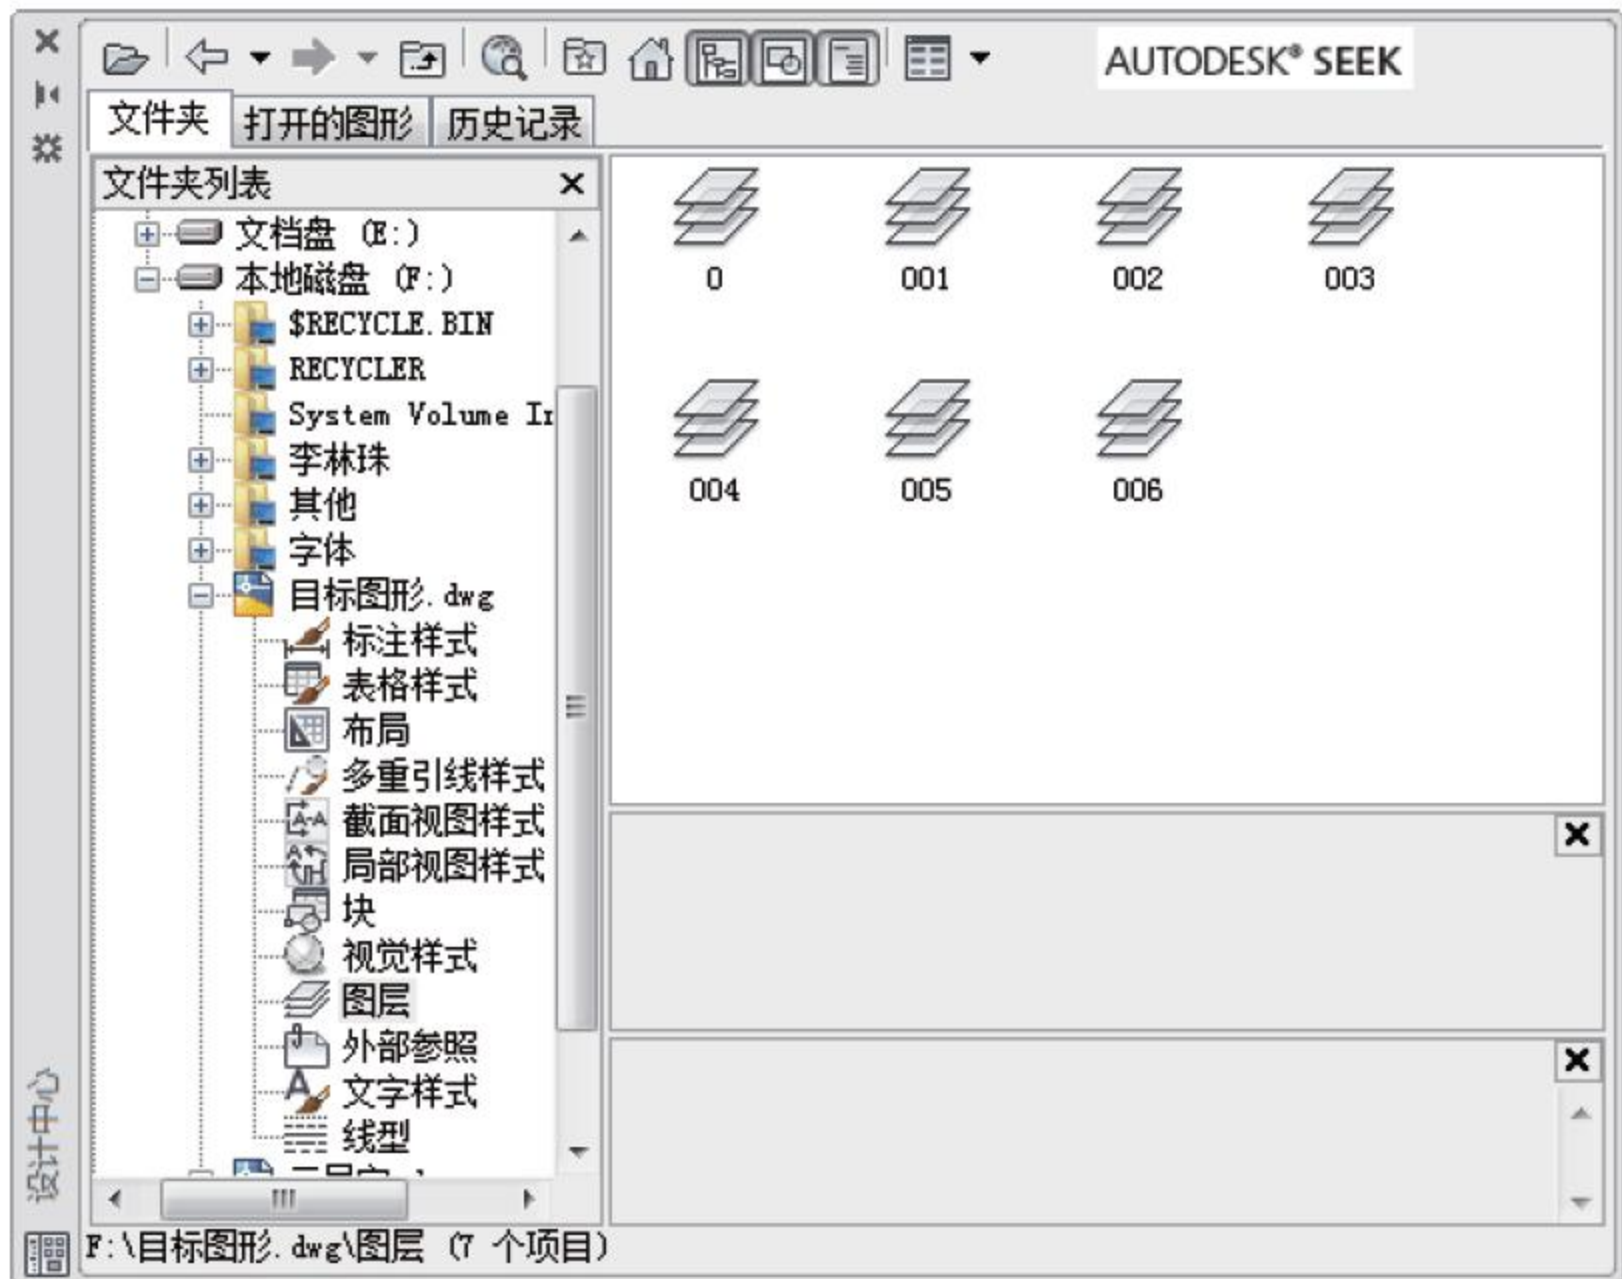 AUTODESK® SEEK
文件夹 打开的图形 历史记录
文件夹列表
文档盘 (E:)
本地磁盘 (F:)
$RECYCLE.BIN
RECYCLER
System Volume
李林珠
其他
字体
目标图形.dwg
标注样式
表格样式
布局
多重引线样式
截面视图样式
局部视图样式
块
视觉样式
图层
外部参照
文字样式
线型
0 001 002 003
004 005 006
设计中心
F:\目标图形.dwg\图层 (7 个项目)